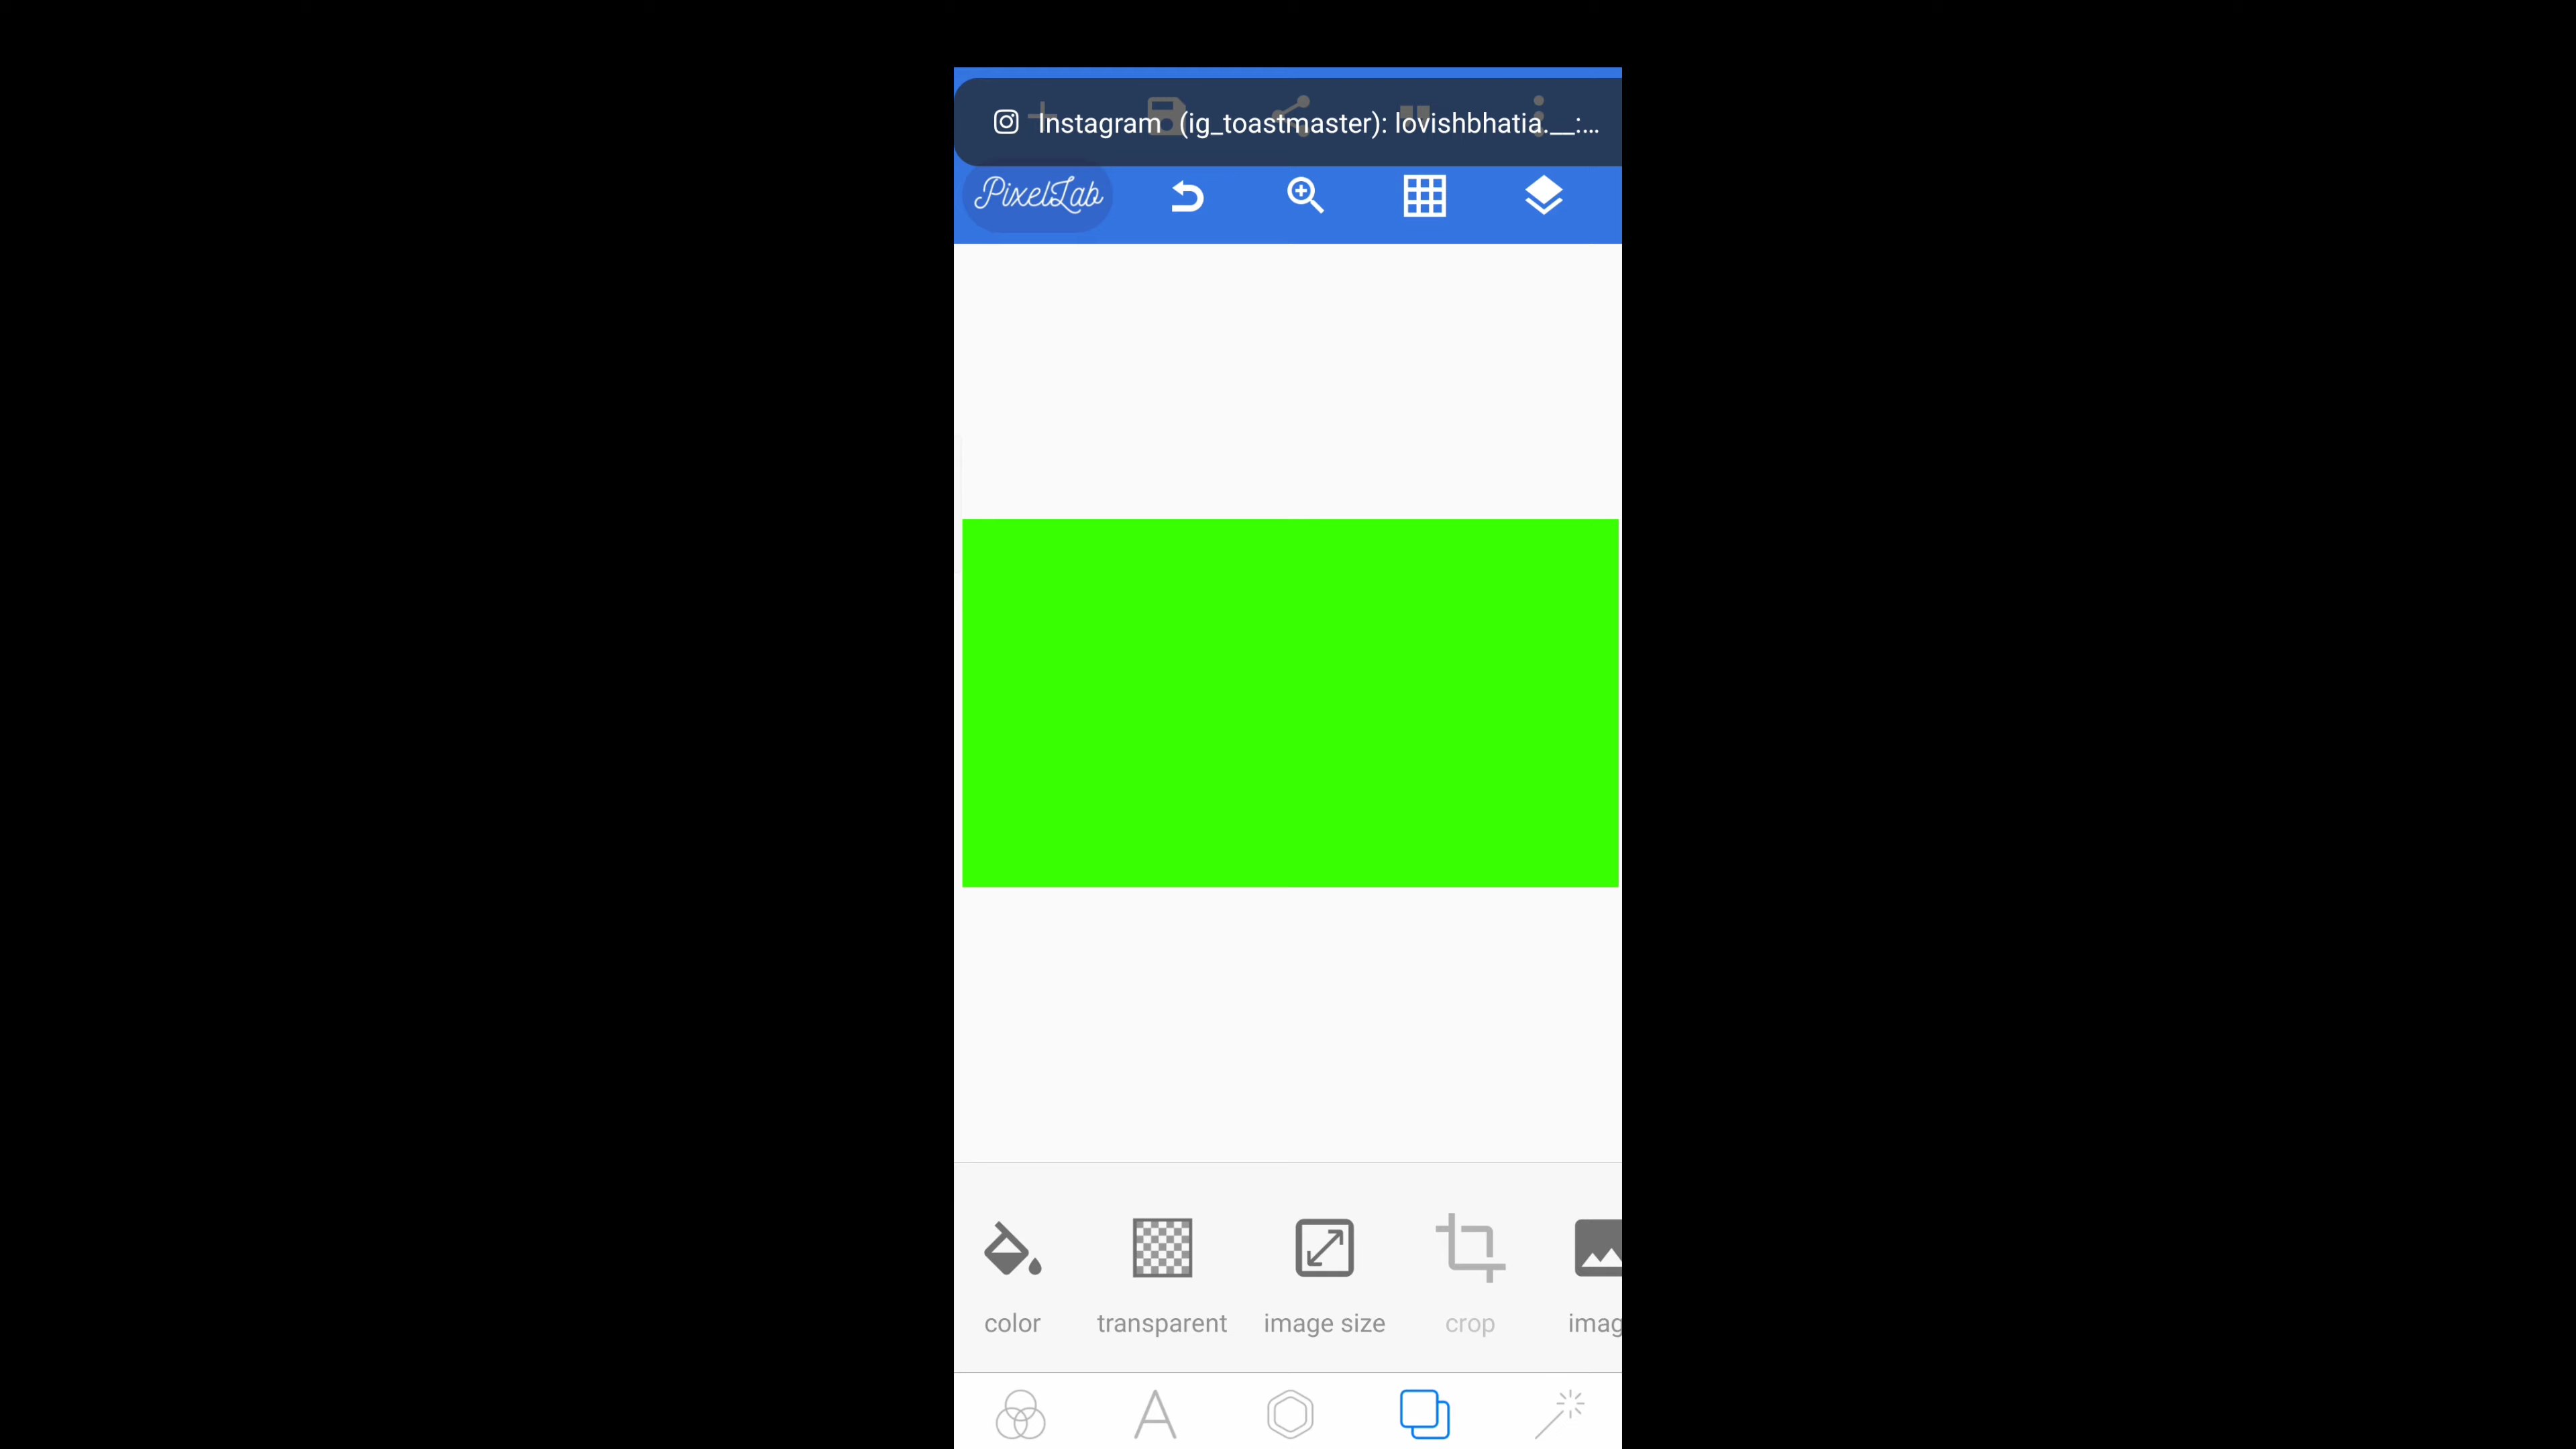 Instagram (ig_toastmaster): lovishbhatia.__:...
PixelLab
color transparent image size crop imag